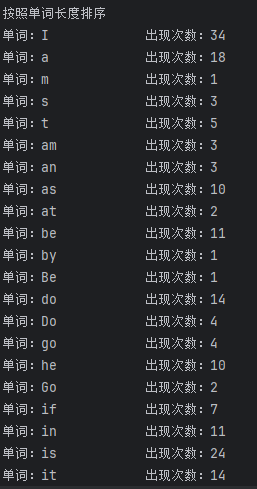 按照单词长度排序
单词：I 出现次数：34
单词：a 出现次数：18
单词：m 出现次数：1
单词：s 出现次数：3
单词：t 出现次数：5
单词：am 出现次数：3
单词：an 出现次数：3
单词：as 出现次数：10
单词：at 出现次数：2
单词：be 出现次数：11
单词：by 出现次数：1
单词：Be 出现次数：1
单词：do 出现次数：14
单词：Do 出现次数：4
单词：go 出现次数：4
单词：he 出现次数：10
单词：Go 出现次数：2
单词：if 出现次数：7
单词：in 出现次数：11
单词：is 出现次数：24
单词：it 出现次数：14